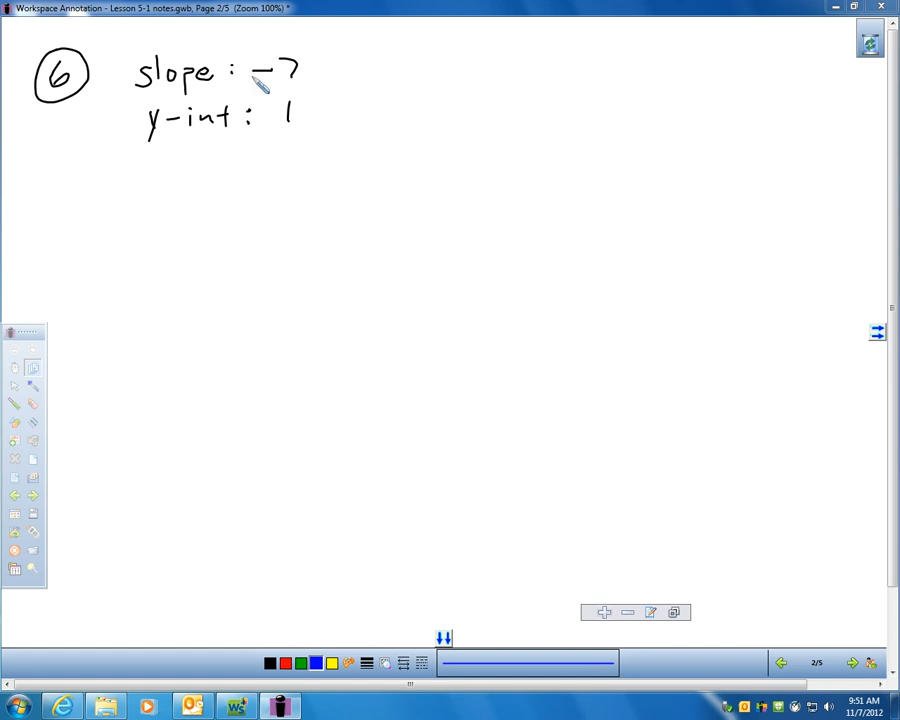 Workspace Annotation - Lesson 5-1 notes.gwb, Page 2/5 (Zoom 100%) *
6 slope : -7
y-int : 1
2/5
9:51 AM
11/7/2012